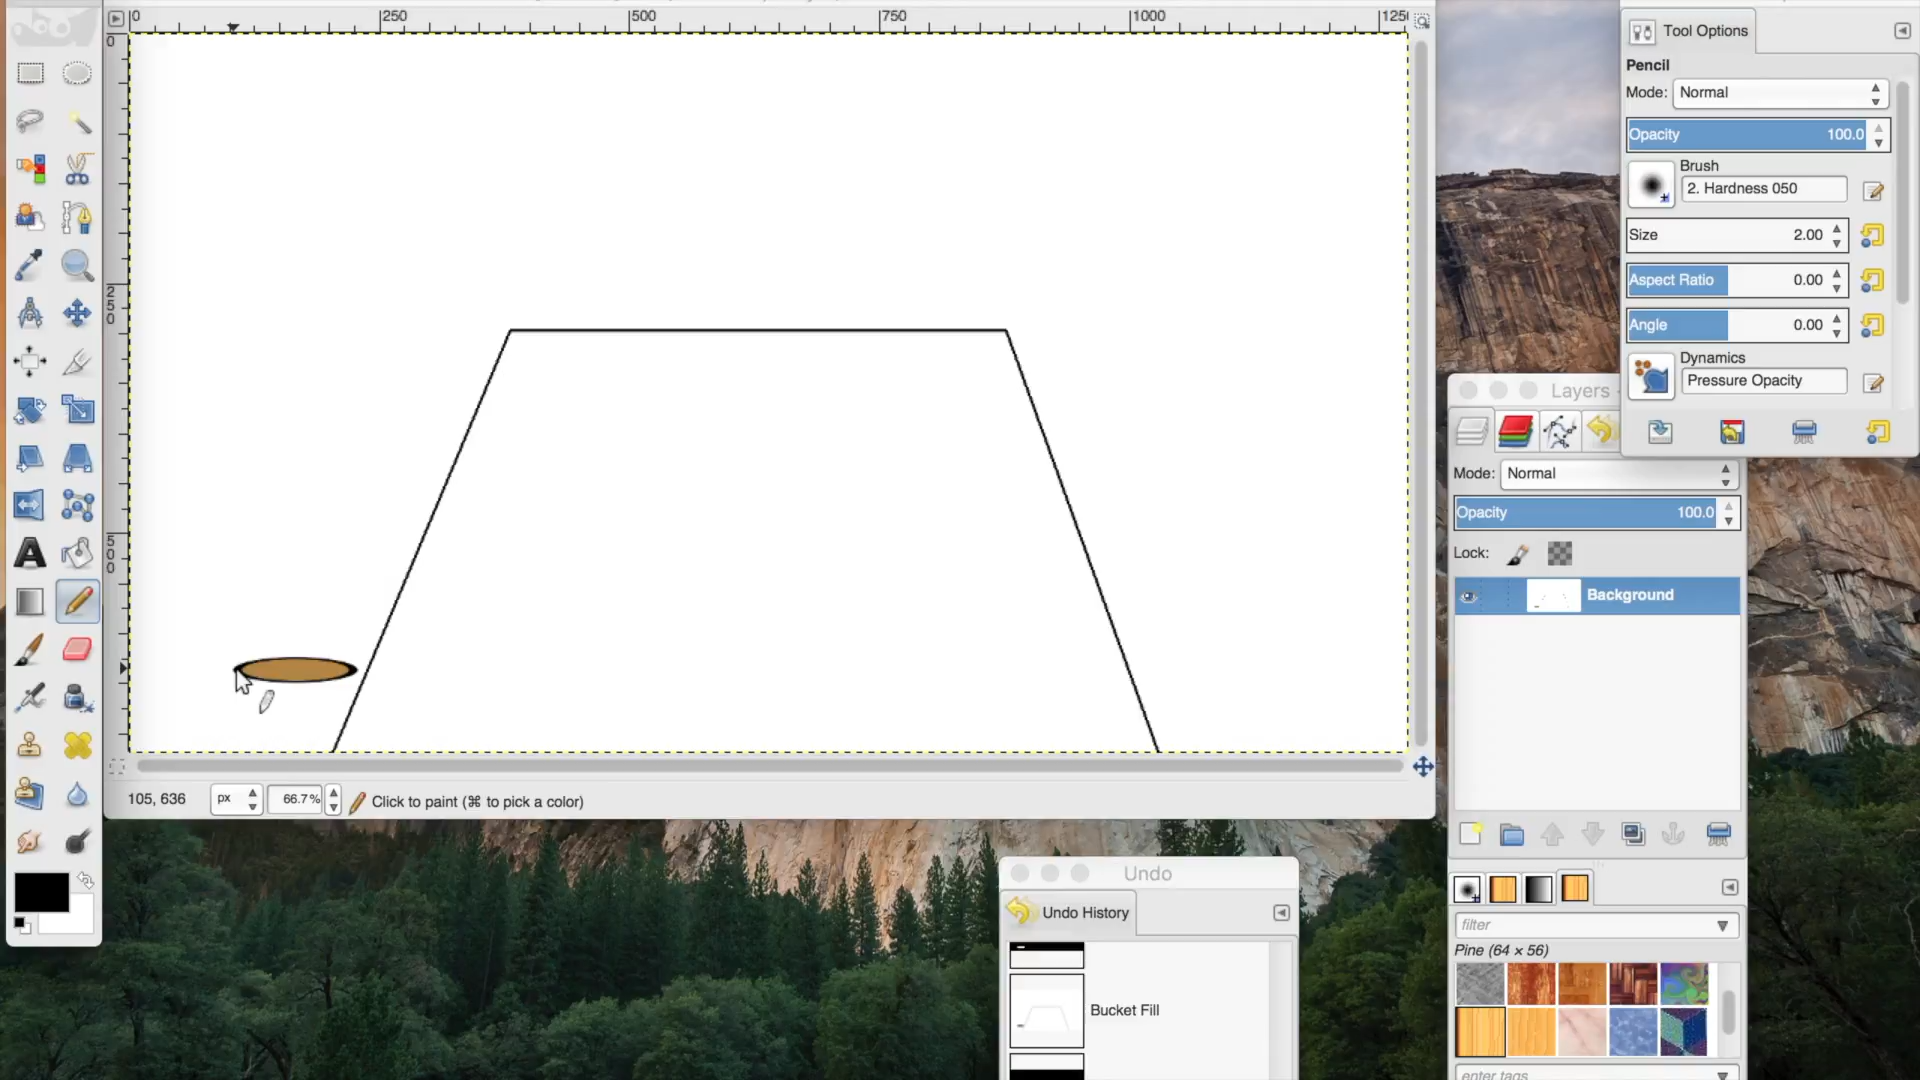 0
250
500
750
1000
125
0
250
500
105, 636
px
66.7%
Click to paint (⌘ to pick a color)
Tool Options
Pencil
Mode: Normal
Opacity 100.0
Brush
2. Hardness 050
Size 2.00
Aspect Ratio 0.00
Angle 0.00
Dynamics
Pressure Opacity
Layers -
Mode: Normal
Opacity 100.0
Lock:
Background
filter
Pine (64 × 56)
enter tags
Undo
Undo History
Bucket Fill